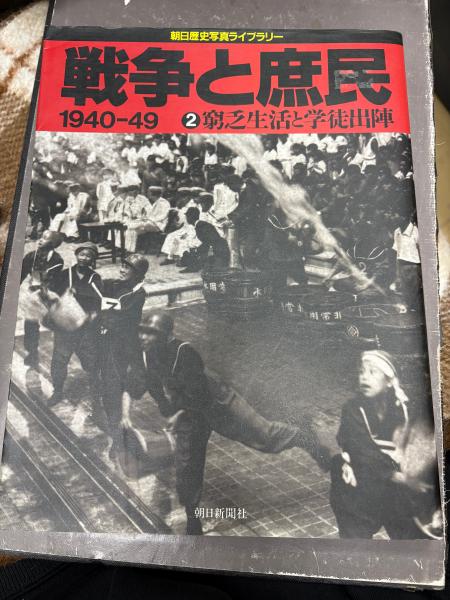 朝日歴史写真ライブラリー
戦争と庶民
1940-49 ❷窮乏生活と学徒出陣
朝日新聞社